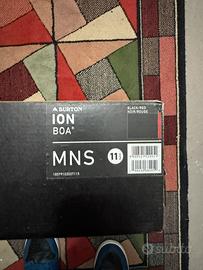 BURTON
ION
BOA®
BLACK/RED
NOIR/ROUGE
MNS
11
subito